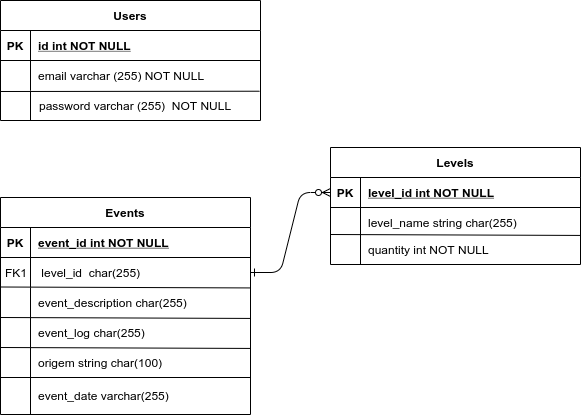 Users
PK id int NOT NULL
email varchar (255) NOT NULL
password varchar (255)  NOT NULL
Levels
PK level_id int NOT NULL
level_name string char(255)
quantity int NOT NULL
Events
PK event_id int NOT NULL
FK1 level_id  char(255)
event_description char(255)
event_log char(255)
origem string char(100)
event_date varchar(255)